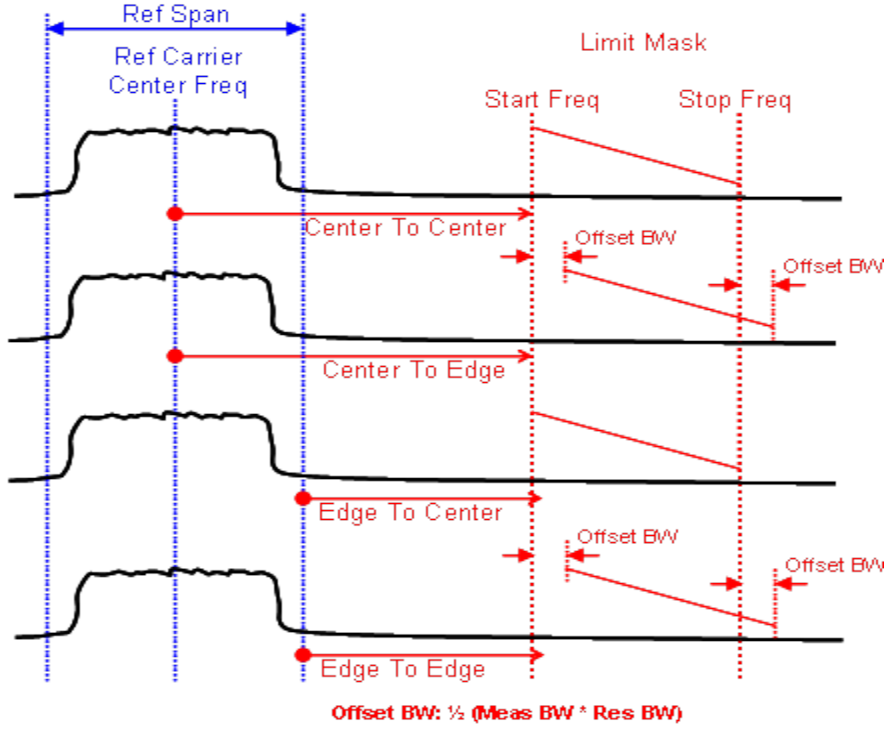 Ref Span
Limit Mask
Ref Carrier
Center Freq
Start Freq
Stop Freq
Center To Center
Offset BW
Offset BW
Center To Edge
Edge To Center
Offset BW
Offset BW
Edge To Edge
Offset BW: ½ (Meas BW * Res BW)